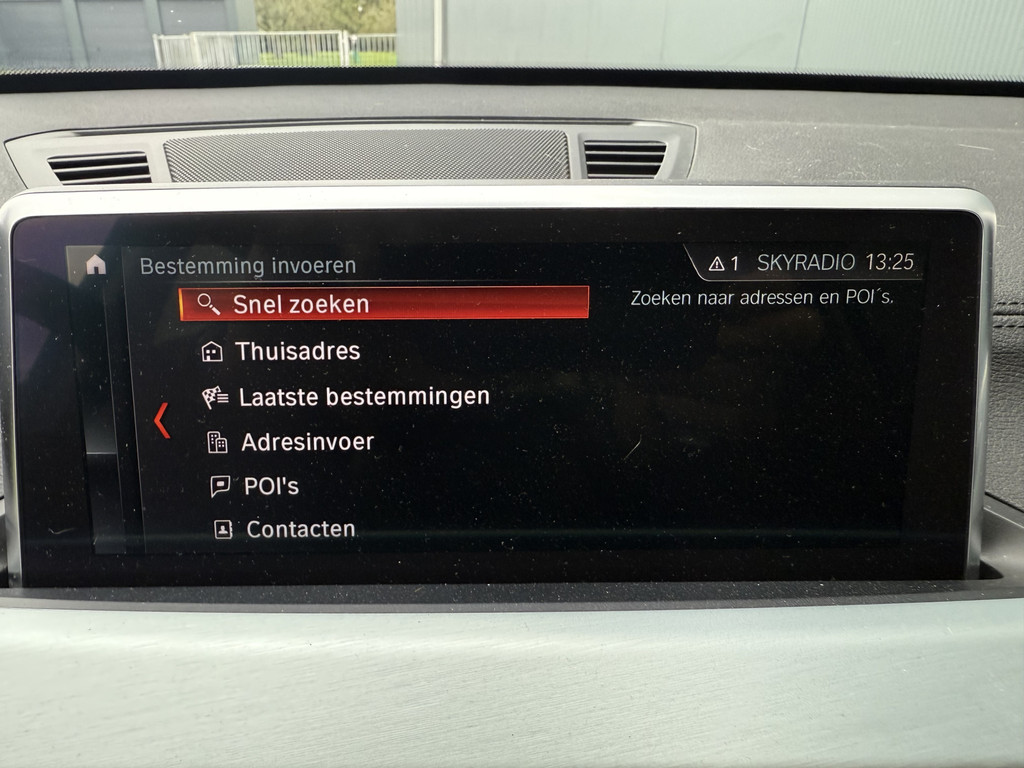 Bestemming invoeren
1 SKYRADIO 13:25
Snel zoeken
Zoeken naar adressen en POI´s.
Thuisadres
Laatste bestemmingen
Adresinvoer
POI's
Contacten